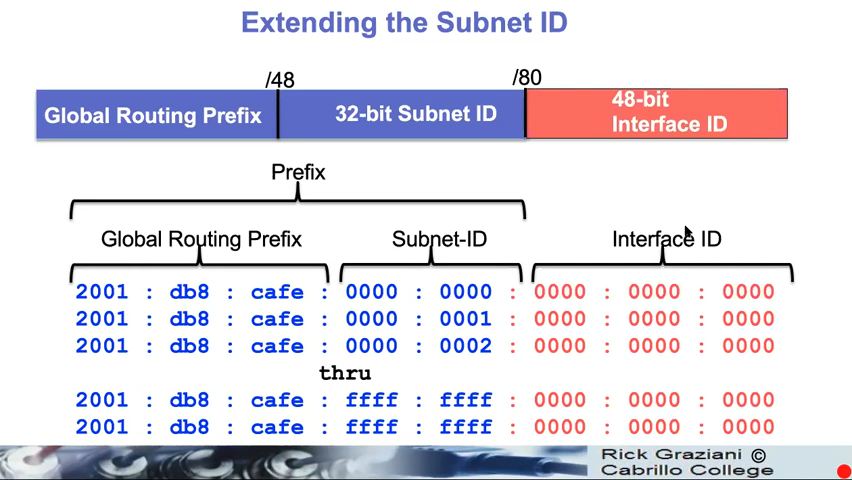 Extending the Subnet ID
/48 /80
Global Routing Prefix 32-bit Subnet ID 48-bit
Interface ID
Prefix
Global Routing Prefix Subnet-ID Interface ID
2001 : db8 : cafe : 0000 : 0000 : 0000 : 0000 : 0000
2001 : db8 : cafe : 0000 : 0001 : 0000 : 0000 : 0000
2001 : db8 : cafe : 0000 : 0002 : 0000 : 0000 : 0000
thru
2001 : db8 : cafe : ffff : ffff : 0000 : 0000 : 0000
2001 : db8 : cafe : ffff : ffff : 0000 : 0000 : 0000
Rick Graziani ©
Cabrillo College